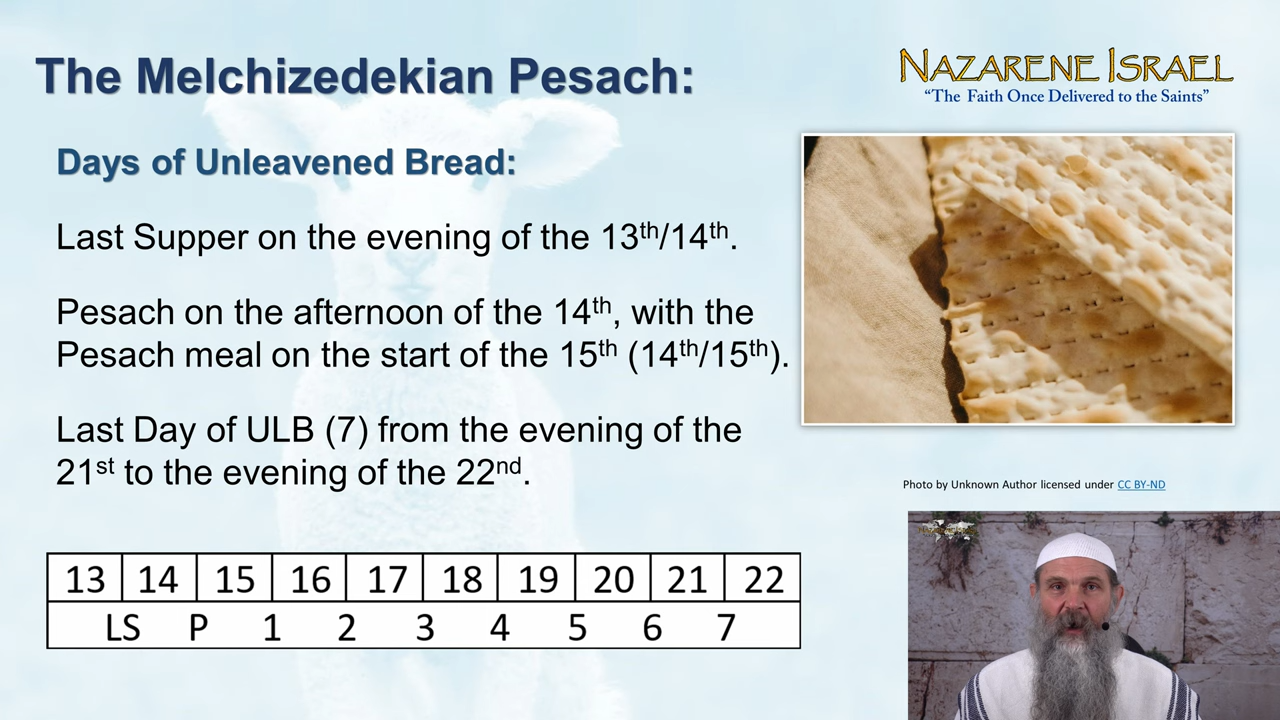 The Melchizedekian Pesach:
NAZARENE ISRAEL
“The Faith Once Delivered to the Saints”
Days of Unleavened Bread:
Last Supper on the evening of the 13th/14th.
Pesach on the afternoon of the 14th, with the
Pesach meal on the start of the 15th (14th/15th).
Last Day of ULB (7) from the evening of the
21st to the evening of the 22nd.
Photo by Unknown Author licensed under CC BY-ND
13 14 15 16 17 18 19 20 21 22
LS P 1 2 3 4 5 6 7